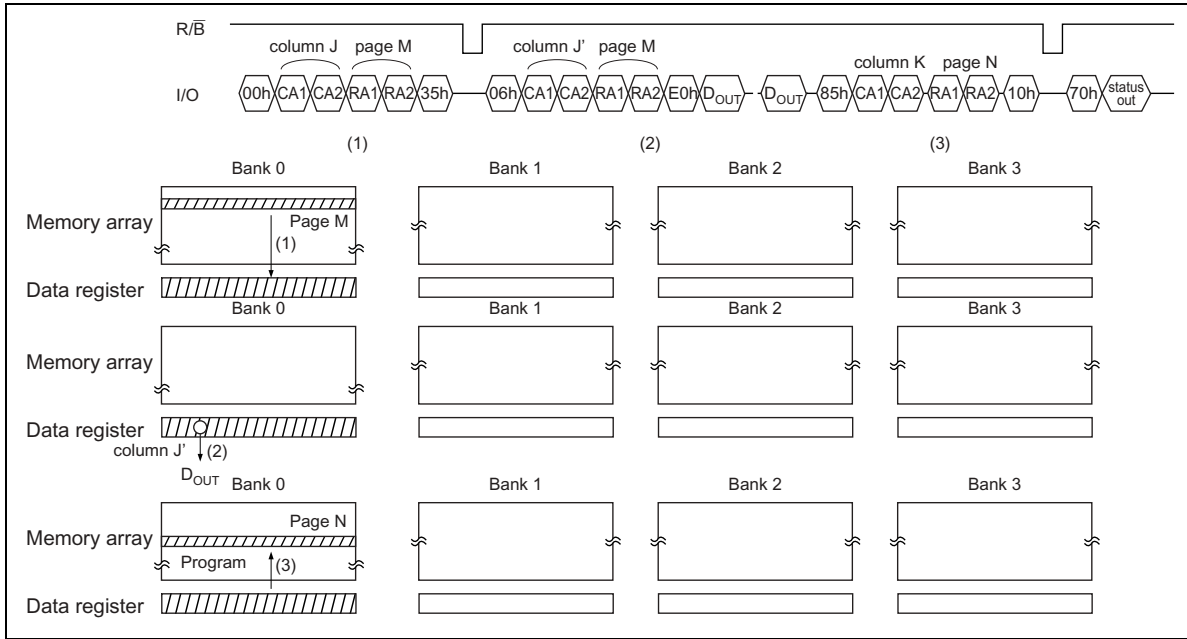 R/B̅
column J page M column J’ page M column K page N
I/O 00h CA1 CA2 RA1 RA2 35h 06h CA1 CA2 RA1 RA2 E0h DOUT DOUT 85h CA1 CA2 RA1 RA2 10h 70h status out
(1) (2) (3)
Bank 0 Bank 1 Bank 2 Bank 3
Memory array
Page M
(1)
Data register
Bank 0 Bank 1 Bank 2 Bank 3
Memory array
Data register
column J’ (2)
DOUT
Bank 0 Bank 1 Bank 2 Bank 3
Page N
Memory array
Program (3)
Data register